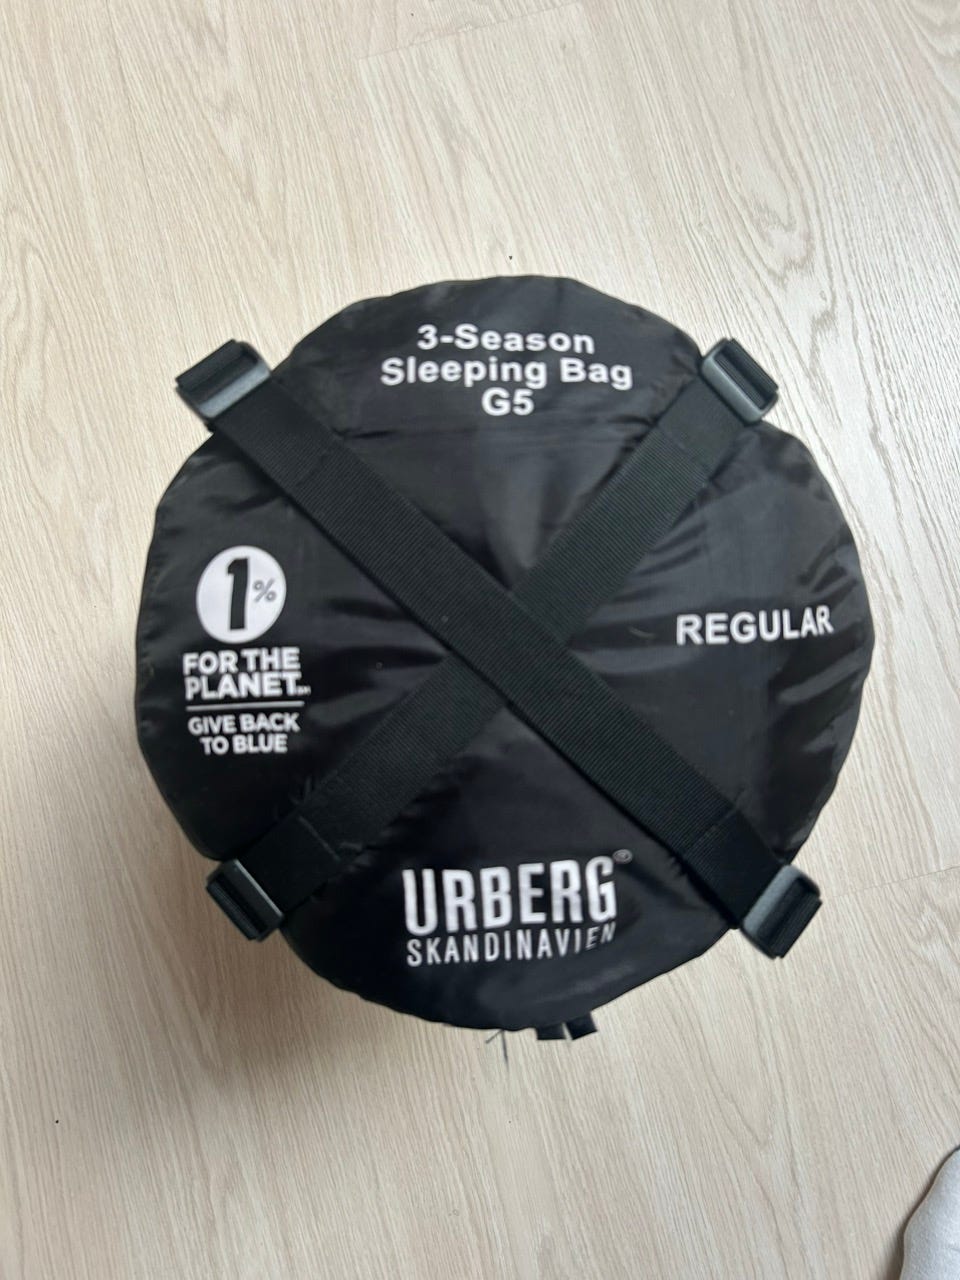 3-Season
Sleeping Bag
G5
1%
FOR THE
PLANET
GIVE BACK
TO BLUE
REGULAR
URBERG®
SKANDINAVIEN